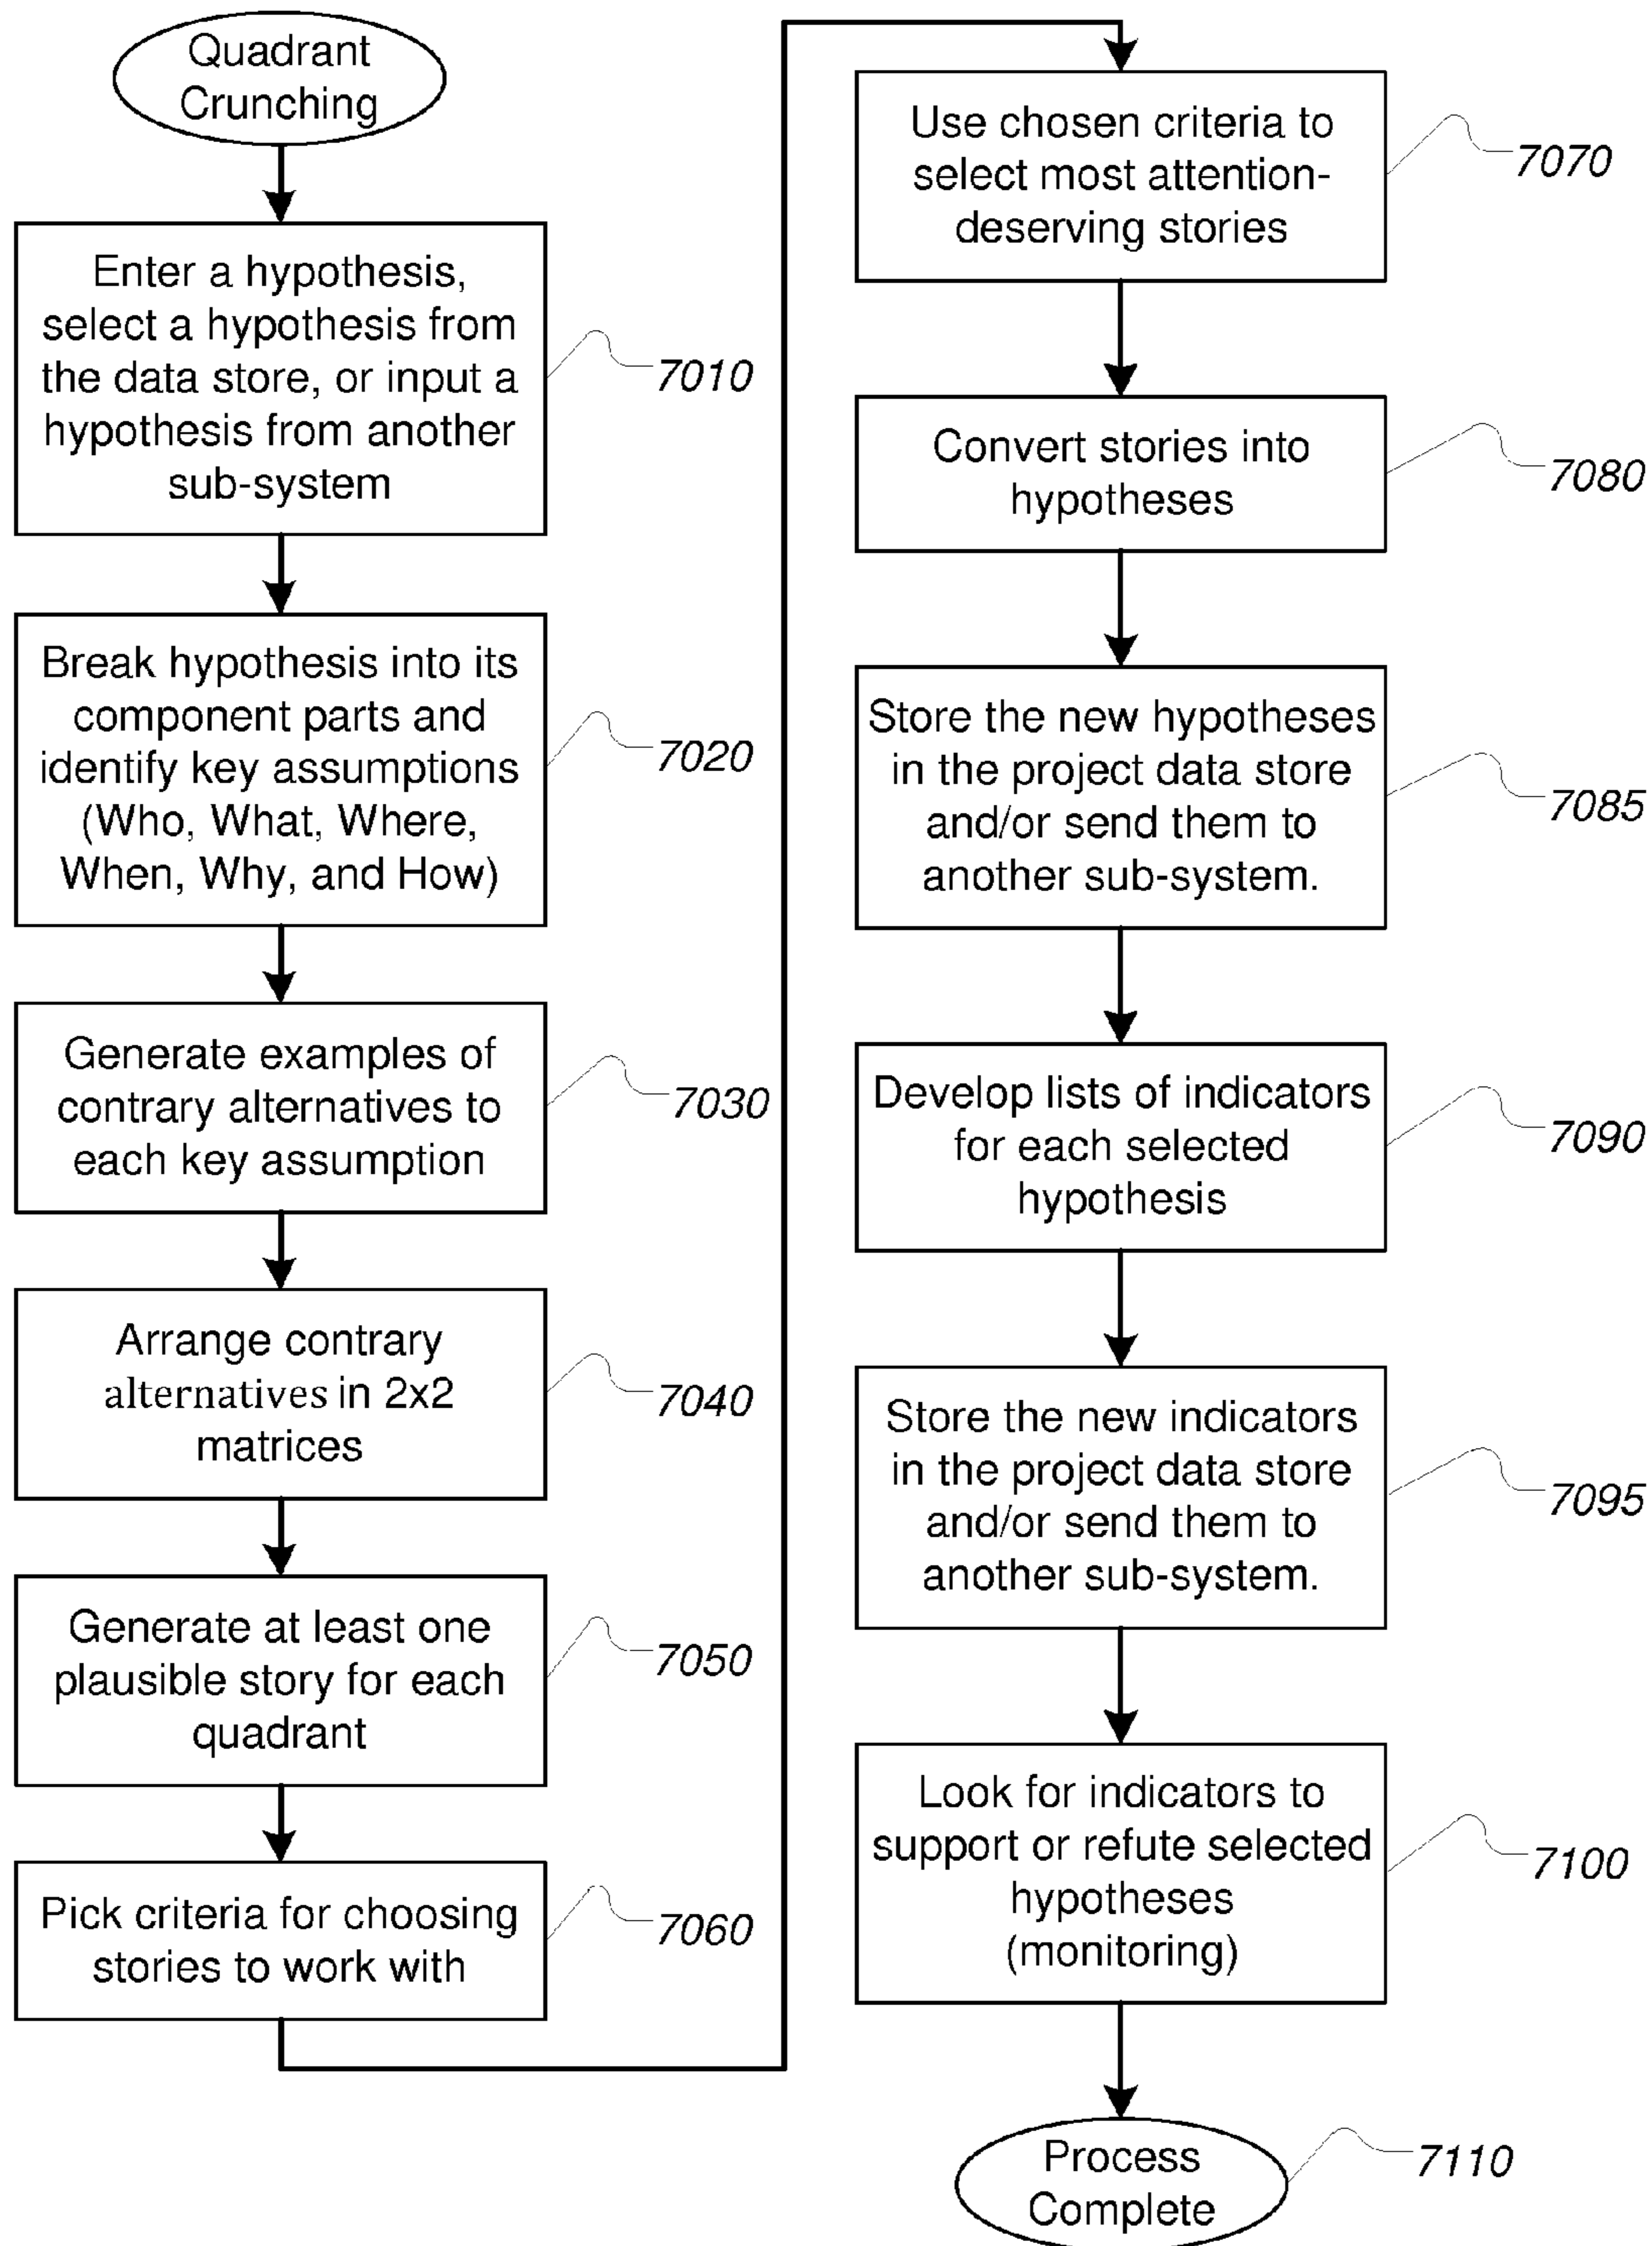 Quadrant
Crunching
Enter a hypothesis,
select a hypothesis from
the data store, or input a
hypothesis from another
sub-system
7010
Break hypothesis into its
component parts and
identify key assumptions
(Who, What, Where,
When, Why, and How)
7020
Generate examples of
contrary alternatives to
each key assumption
7030
Arrange contrary
alternatives in 2x2
matrices
7040
Generate at least one
plausible story for each
quadrant
7050
Pick criteria for choosing
stories to work with
7060
Use chosen criteria to
select most attention-
deserving stories
7070
Convert stories into
hypotheses
7080
Store the new hypotheses
in the project data store
and/or send them to
another sub-system.
7085
Develop lists of indicators
for each selected
hypothesis
7090
Store the new indicators
in the project data store
and/or send them to
another sub-system.
7095
Look for indicators to
support or refute selected
hypotheses
(monitoring)
7100
Process
Complete
7110